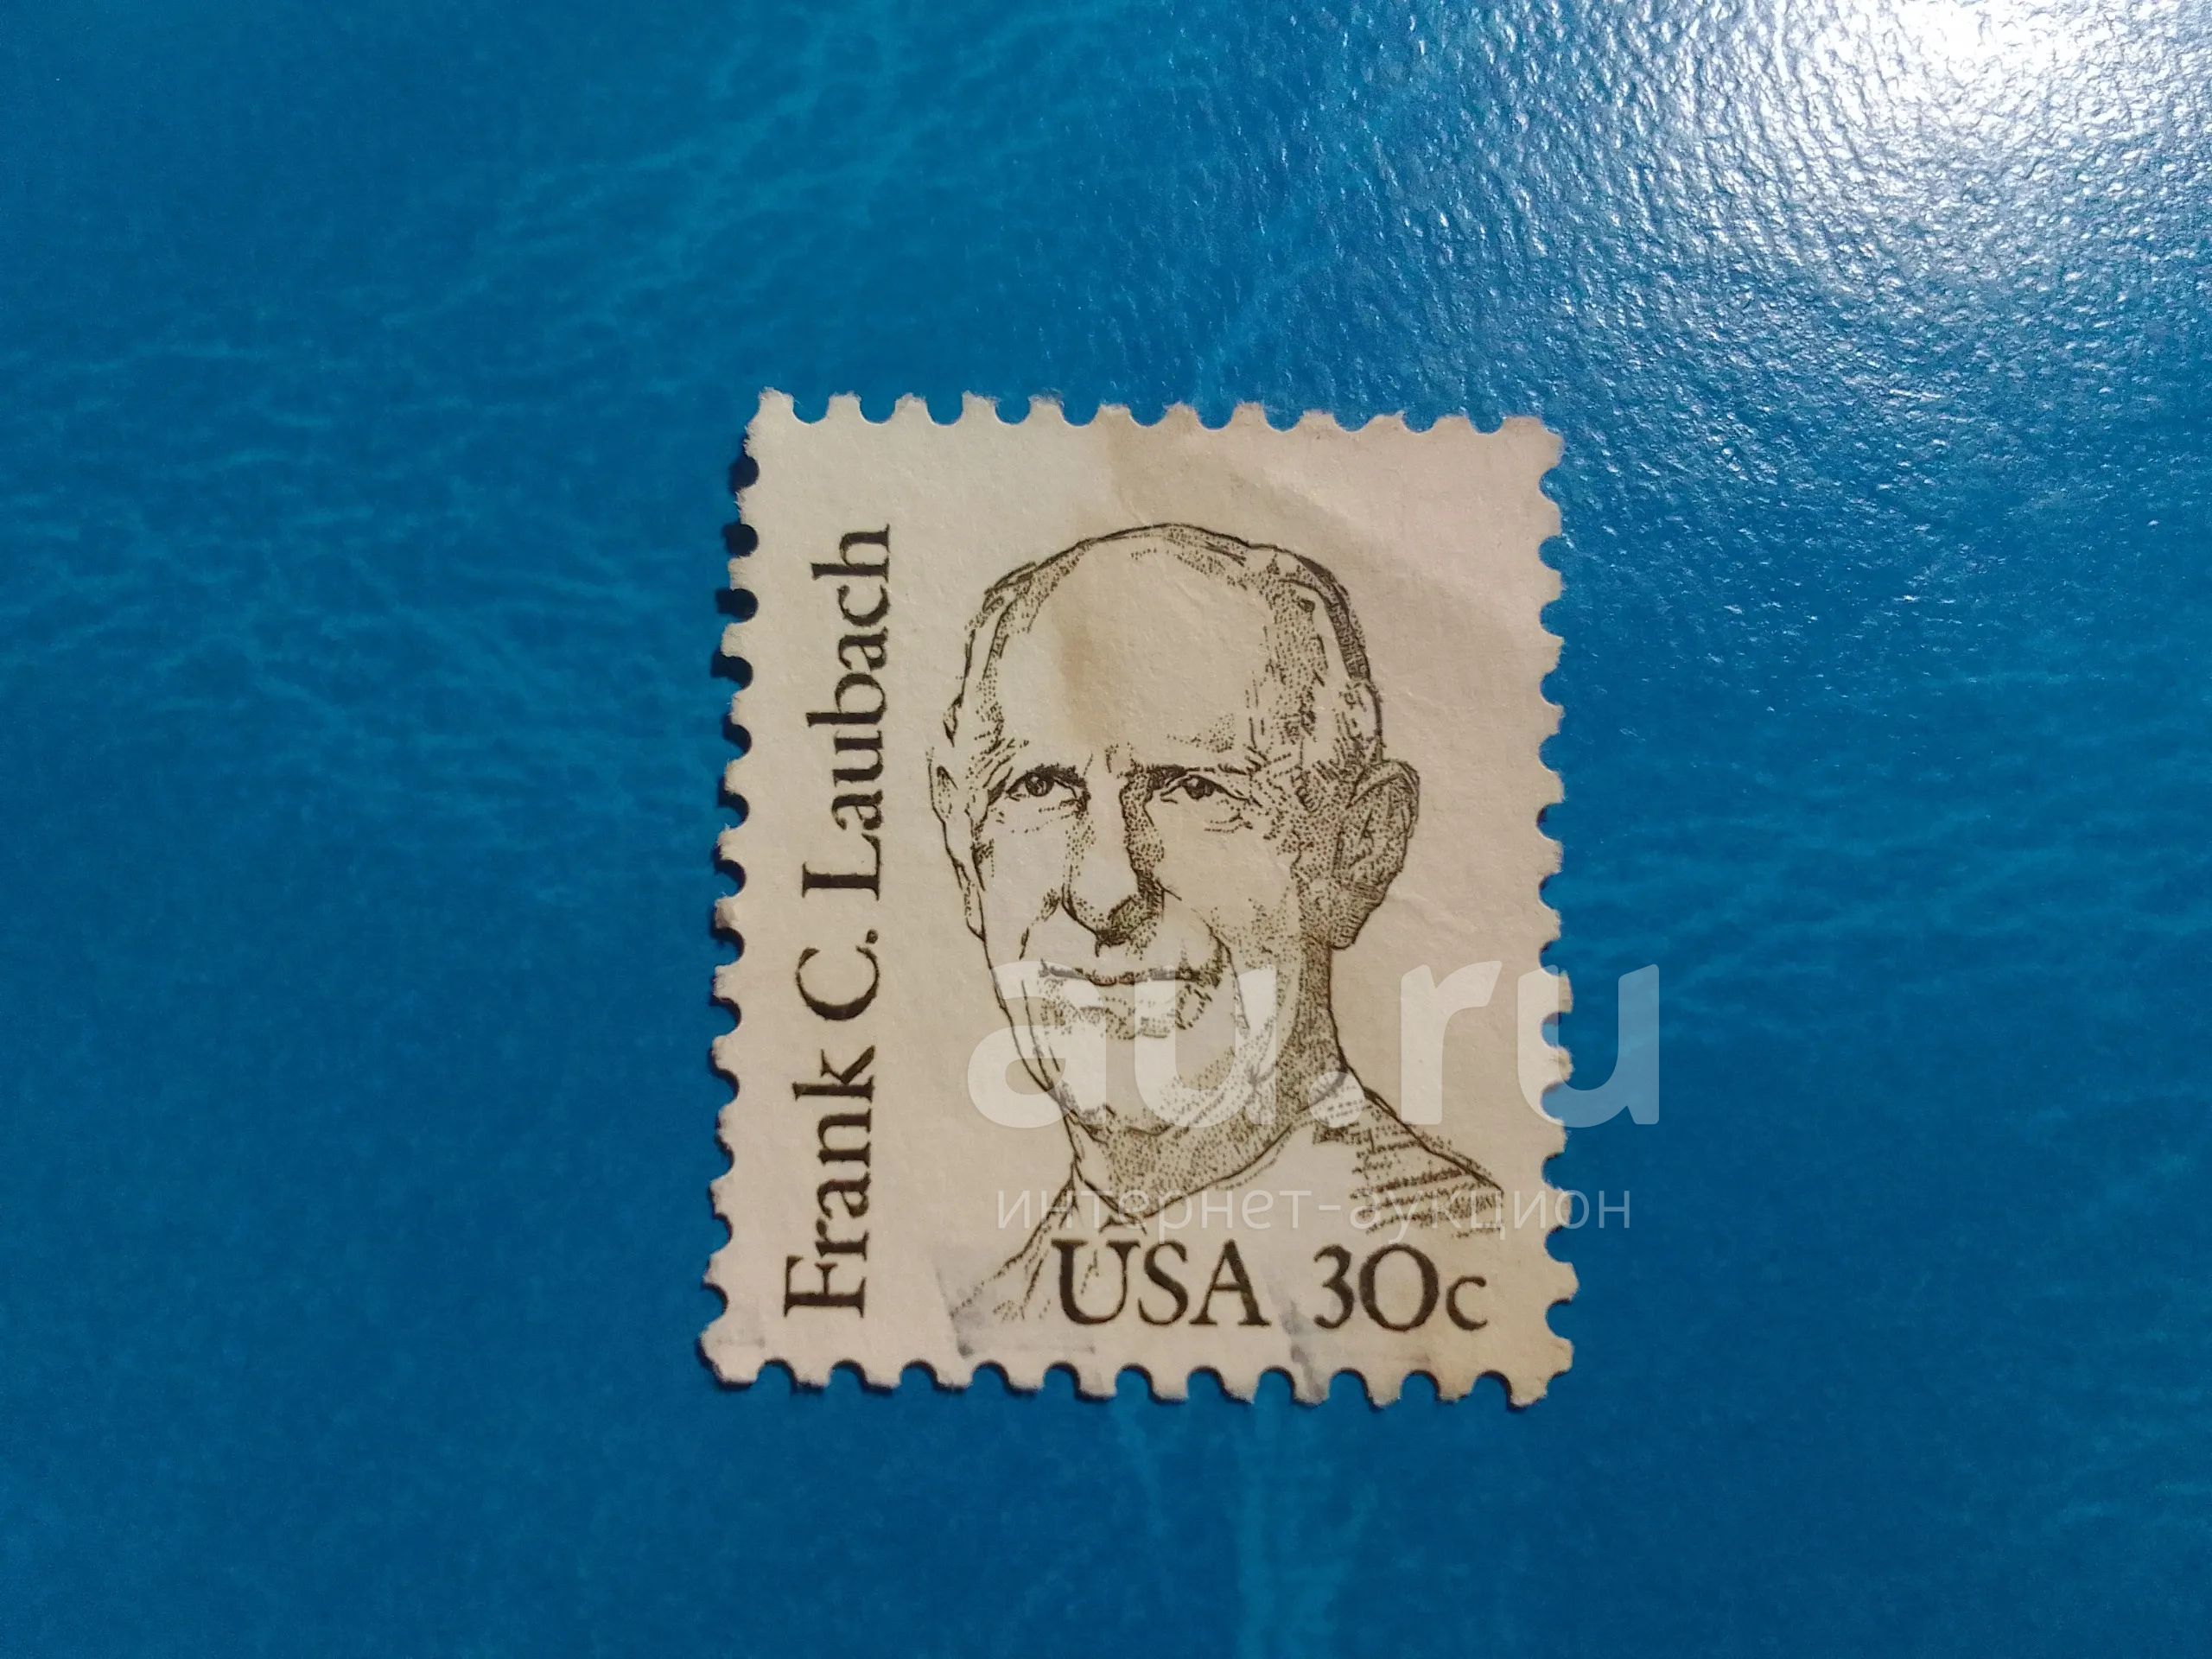 Frank C. Laubach
USA 30c
au.ru
интернет-аукцион